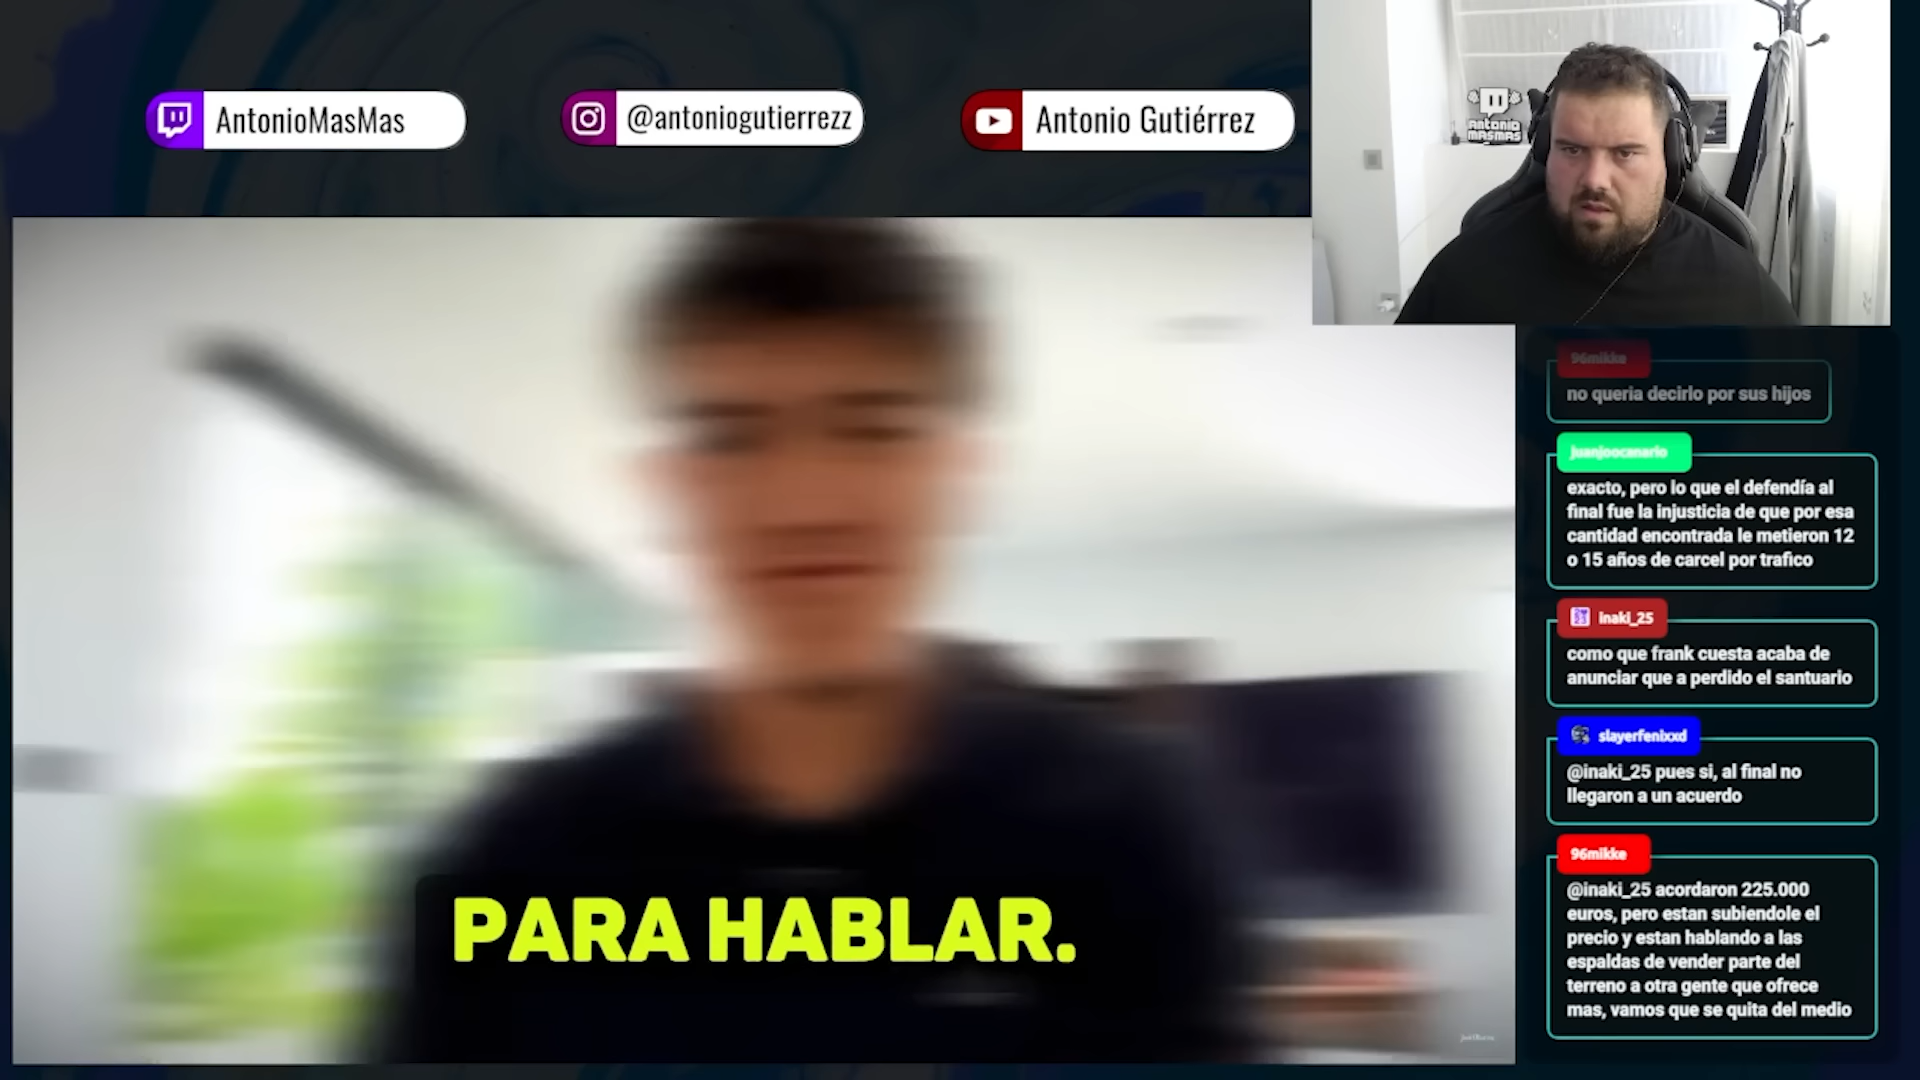 AntonioMasMas
@antoniogutierrezz
Antonio Gutiérrez
antonio
masmas
PARA HABLAR.
96mikke
no queria decirlo por sus hijos
juanjoocanario
exacto, pero lo que el defendía al
final fue la injusticia de que por esa
cantidad encontrada le metieron 12
o 15 años de carcel por trafico
inaki_25
como que frank cuesta acaba de
anunciar que a perdido el santuario
slayerfenixxd
@inaki_25 pues si, al final no
llegaron a un acuerdo
96mikke
@inaki_25 acordaron 225.000
euros, pero estan subiendole el
precio y estan hablando a las
espaldas de vender parte del
terreno a otra gente que ofrece
mas, vamos que se quita del medio